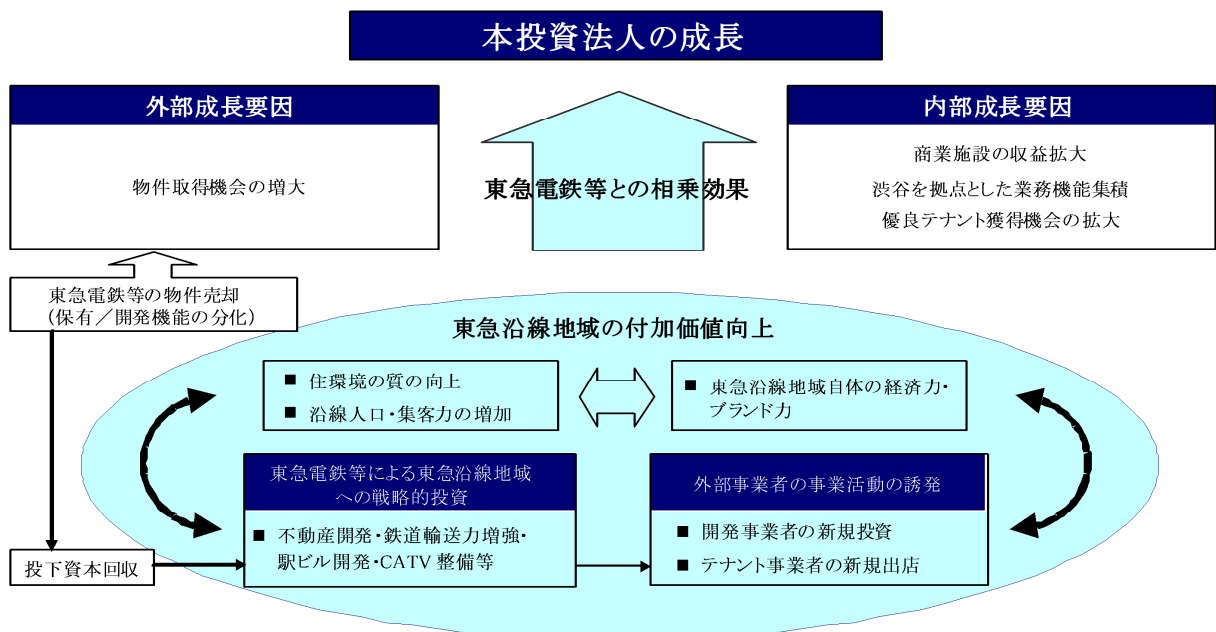 本投資法人の成長
外部成長要因
物件取得機会の増大
東急電鉄等との相乗効果
内部成長要因
商業施設の収益拡大
渋谷を拠点とした業務機能集積
優良テナント獲得機会の拡大
東急電鉄等の物件売却
(保有／開発機能の分化)
東急沿線地域の付加価値向上
■ 住環境の質の向上
■ 沿線人口・集客力の増加
■ 東急沿線地域自体の経済力・
ブランド力
東急電鉄等による東急沿線地域
への戦略的投資
■ 不動産開発・鉄道輸送力増強・
駅ビル開発・CATV 整備等
外部事業者の事業活動の誘発
■ 開発事業者の新規投資
■ テナント事業者の新規出店
投下資本回収